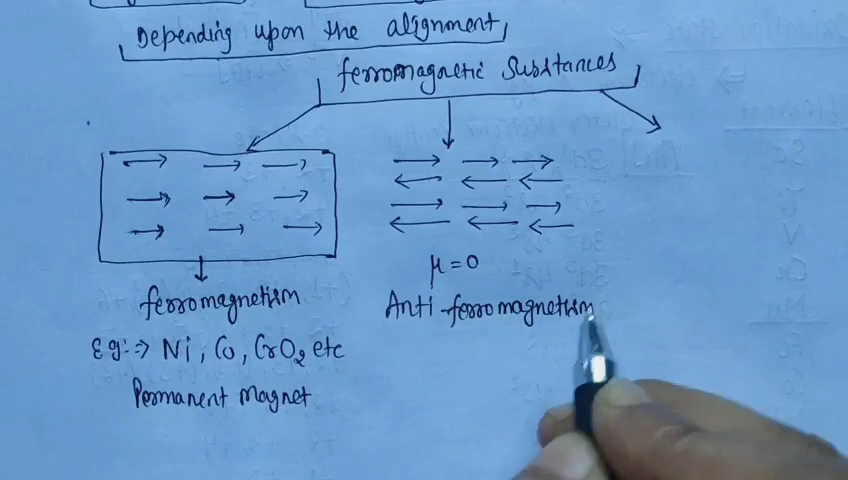 Depending upon the alignment
ferromagnetic Substances
μ = 0
ferromagnetism
Anti-ferromagnetism
Eg:⇒ Ni, Co, CrO2 etc
Permanent Magnet